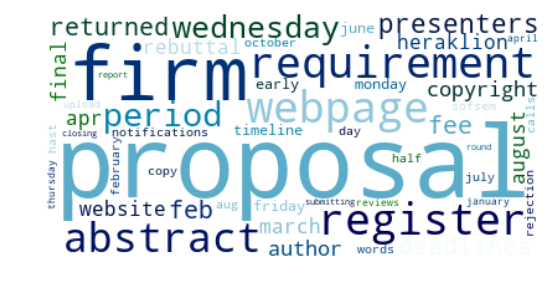 returned wednesday june presenters
rebuttal october heraklion april
final firm requirement
report early monday copyright
upload webpage sofsem
apr period fee calls
hast closing notifications timeline day august
proposal
round half
thursday february copy july
website feb aug friday submitting reviews january rejection
march register
abstract author words deadlines